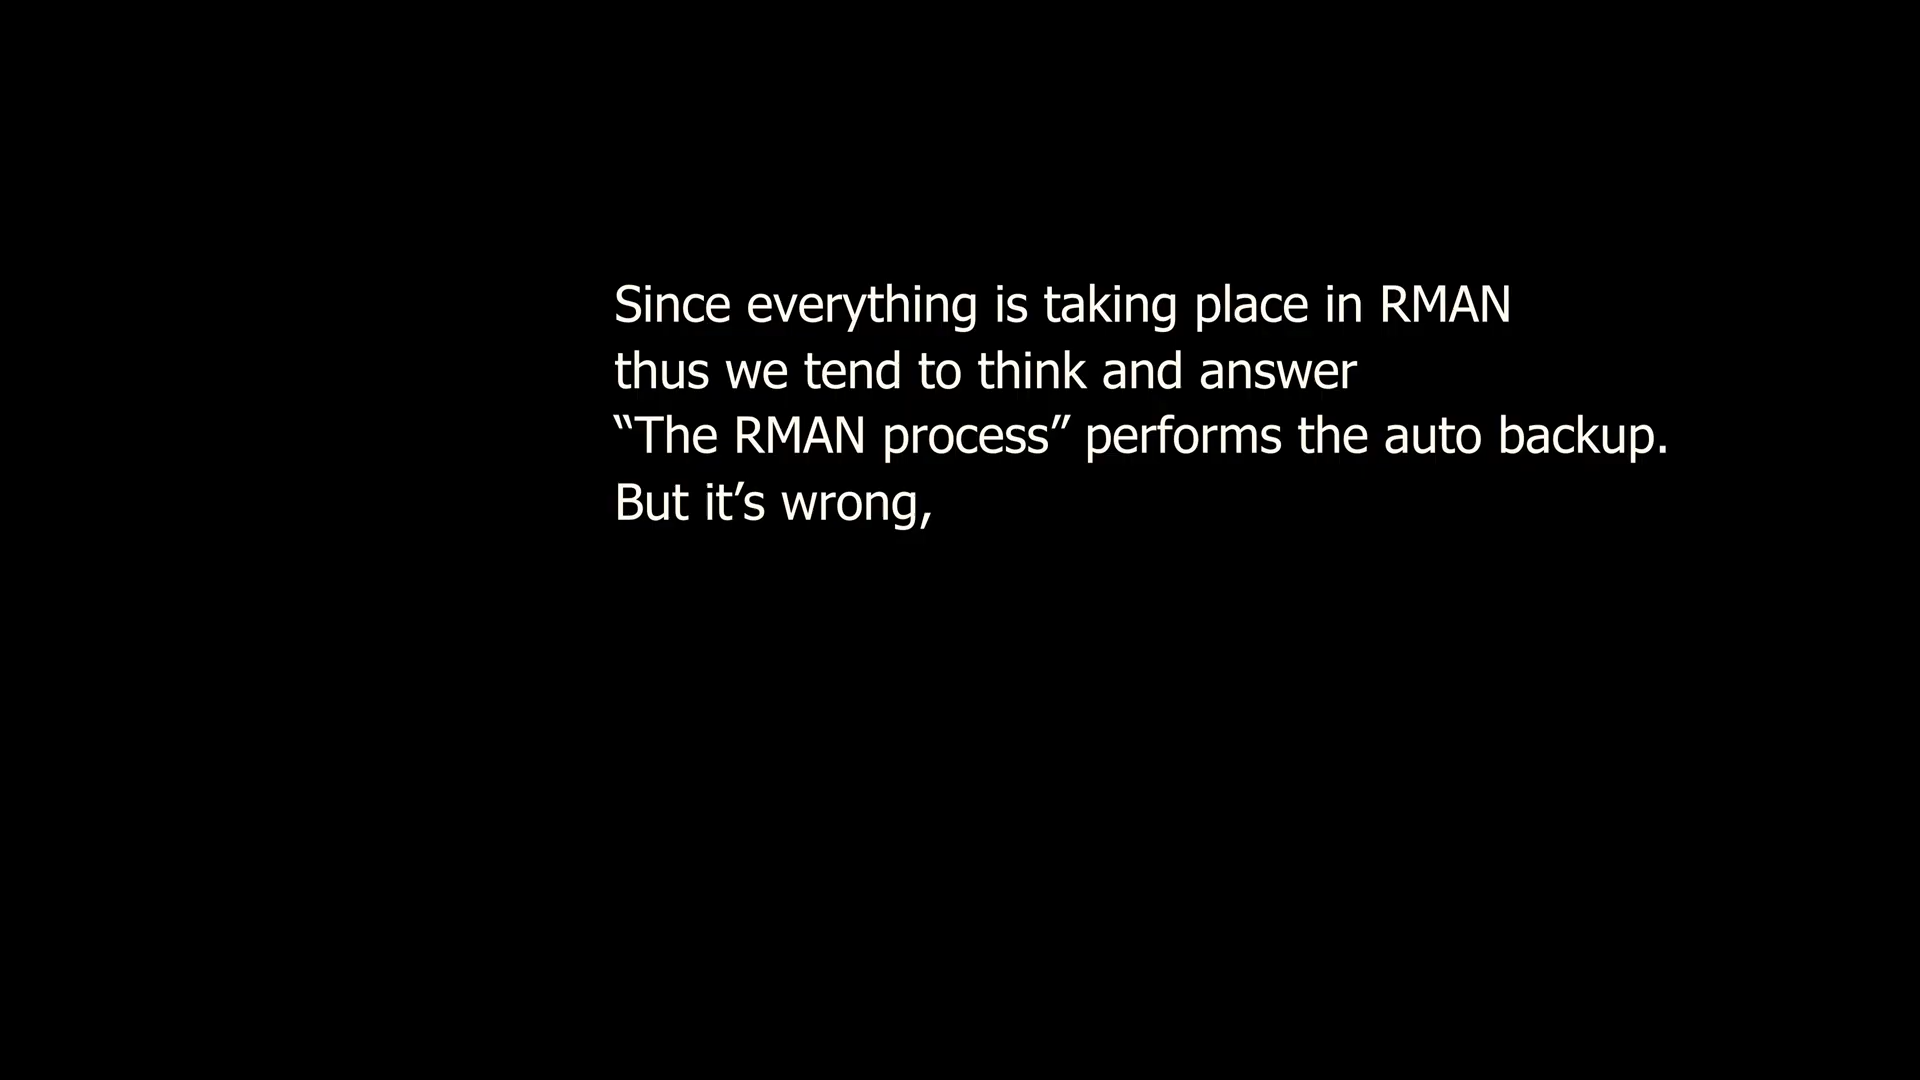 Since everything is taking place in RMAN
thus we tend to think and answer
“The RMAN process” performs the auto backup.
But it’s wrong,